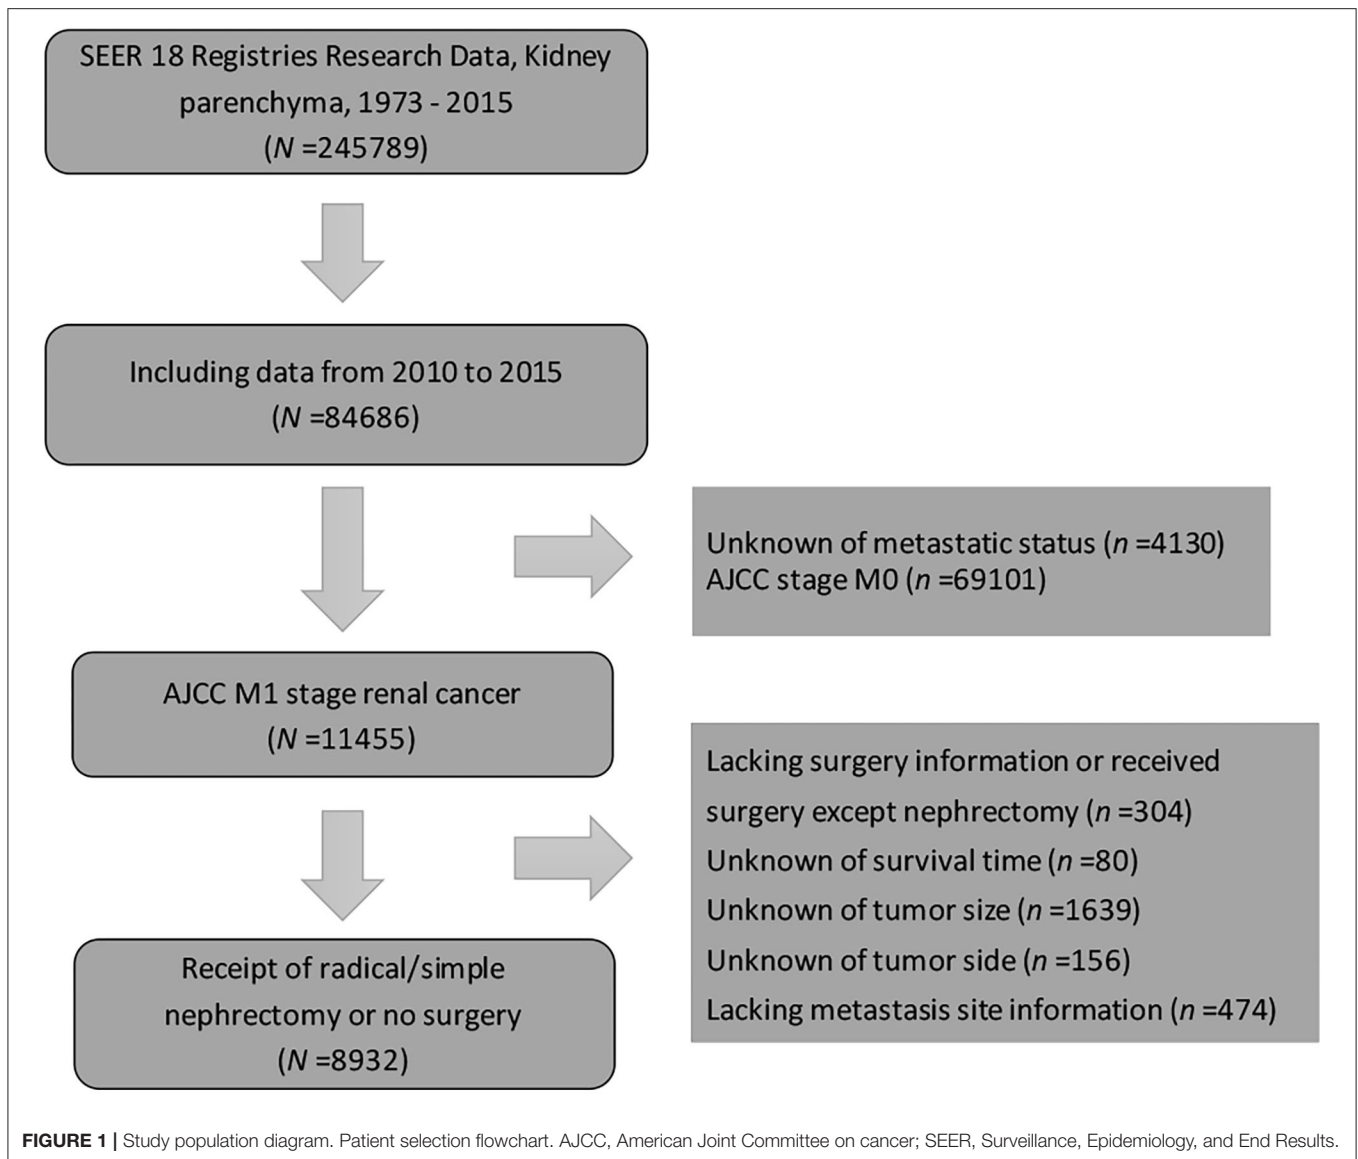 SEER 18 Registries Research Data, Kidney
parenchyma, 1973 - 2015
(N =245789)
Including data from 2010 to 2015
(N =84686)
Unknown of metastatic status (n =4130)
AJCC stage M0 (n =69101)
AJCC M1 stage renal cancer
(N =11455)
Lacking surgery information or received
surgery except nephrectomy (n =304)
Unknown of survival time (n =80)
Unknown of tumor size (n =1639)
Unknown of tumor side (n =156)
Lacking metastasis site information (n =474)
Receipt of radical/simple
nephrectomy or no surgery
(N =8932)
FIGURE 1 | Study population diagram. Patient selection flowchart. AJCC, American Joint Committee on cancer; SEER, Surveillance, Epidemiology, and End Results.